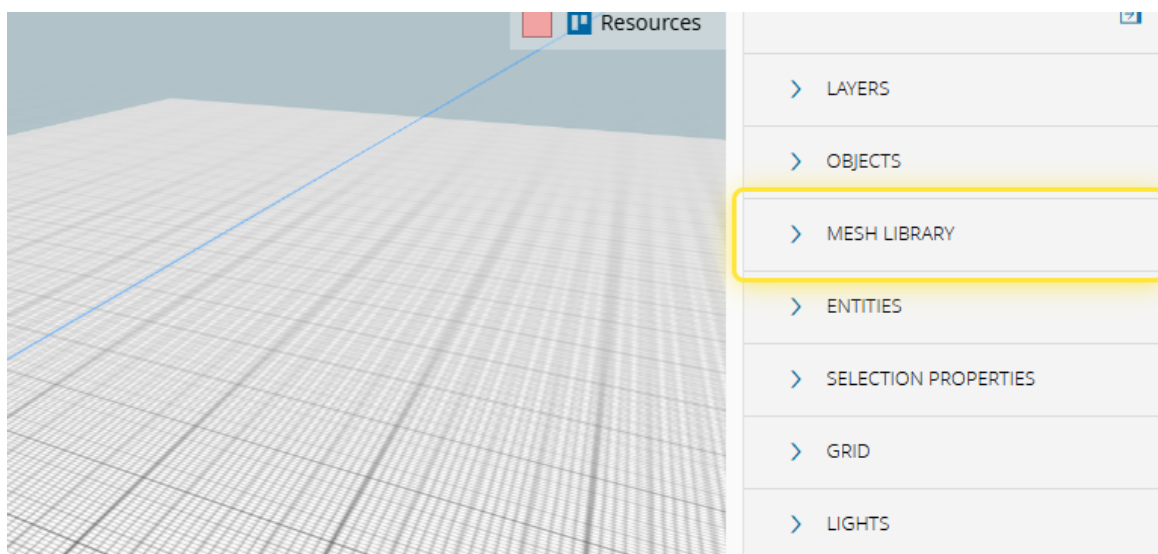 Resources
LAYERS
OBJECTS
MESH LIBRARY
ENTITIES
SELECTION PROPERTIES
GRID
LIGHTS